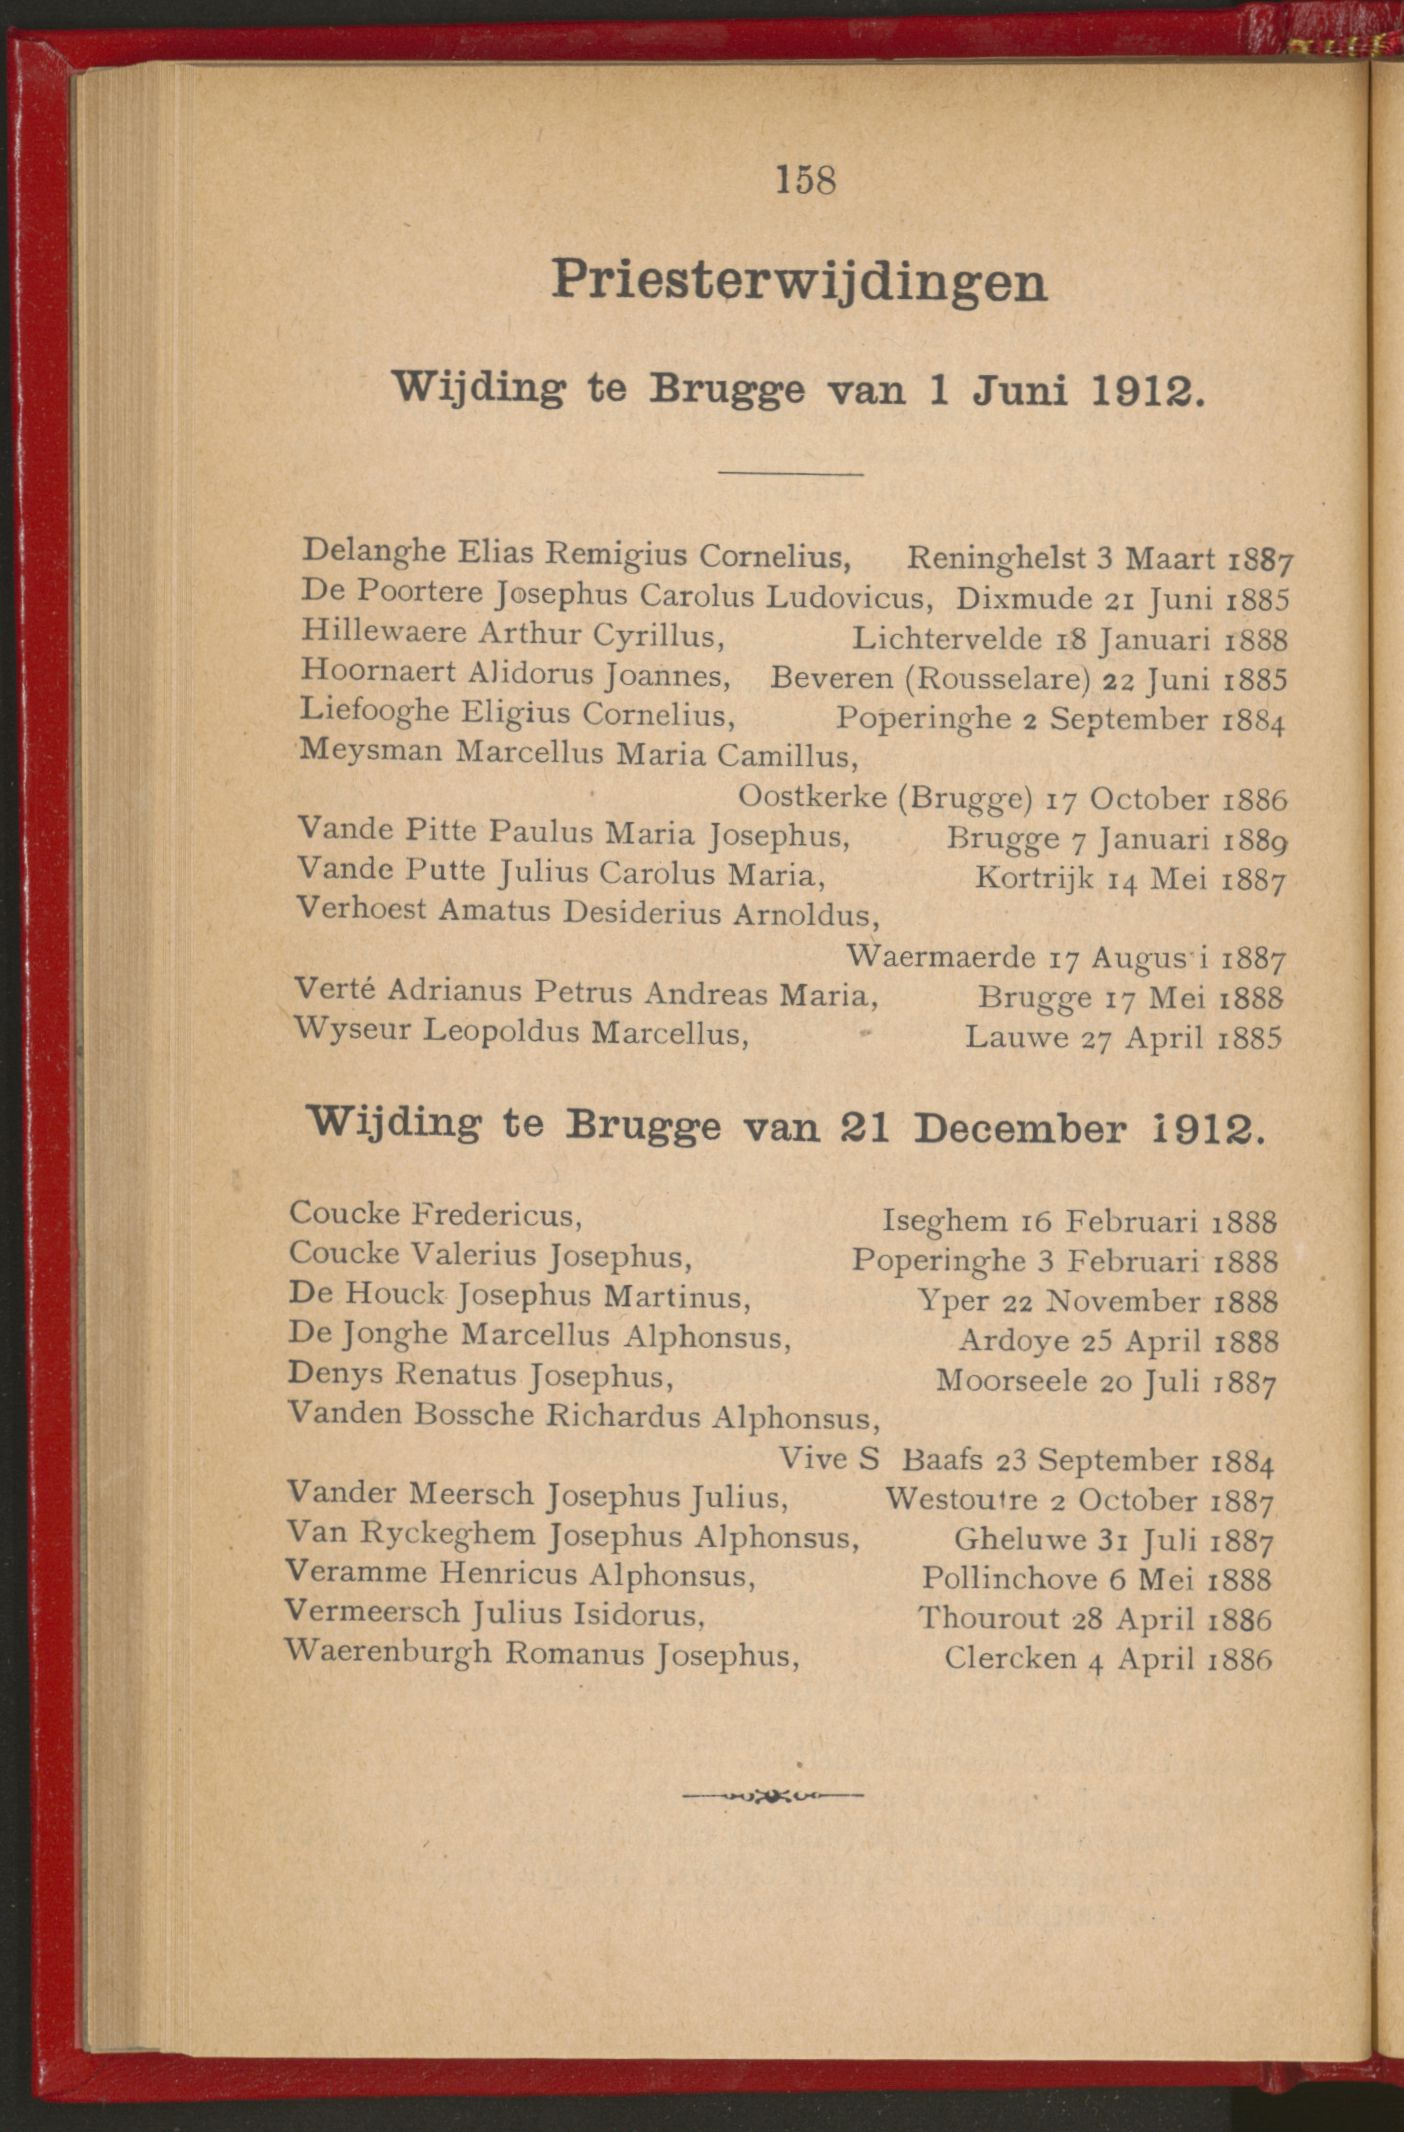 158
Priesterwijdingen
Wijding te Brugge van 1 Juni 1912.
Delanghe Elias Remigius Cornelius, Reninghelst 3 Maart 1887
De Poortere Josephus Carolus Ludovicus, Dixmude 21 Juni 1885
Hillewaere Arthur Cyrillus, Lichtervelde 18 Januari 1888
Hoornaert Alidorus Joannes, Beveren (Rousselare) 22 Juni 1885
Liefooghe Eligius Cornelius, Poperinghe 2 September 1884
Meysman Marcellus Maria Camillus,
Oostkerke (Brugge) 17 October 1886
Vande Pitte Paulus Maria Josephus, Brugge 7 Januari 1889
Vande Putte Julius Carolus Maria, Kortrijk 14 Mei 1887
Verhoest Amatus Desiderius Arnoldus,
Waermaerde 17 Augusti 1887
Verté Adrianus Petrus Andreas Maria, Brugge 17 Mei 1888
Wyseur Leopoldus Marcellus, Lauwe 27 April 1885
Wijding te Brugge van 21 December 1912.
Coucke Fredericus, Iseghem 16 Februari 1888
Coucke Valerius Josephus, Poperinghe 3 Februari 1888
De Houck Josephus Martinus, Yper 22 November 1888
De Jonghe Marcellus Alphonsus, Ardoye 25 April 1888
Denys Renatus Josephus, Moorseele 20 Juli 1887
Vanden Bossche Richardus Alphonsus,
Vive S Baafs 23 September 1884
Vander Meersch Josephus Julius, Westoutre 2 October 1887
Van Ryckeghem Josephus Alphonsus, Gheluwe 31 Juli 1887
Veramme Henricus Alphonsus, Pollinchove 6 Mei 1888
Vermeersch Julius Isidorus, Thourout 28 April 1886
Waerenburgh Romanus Josephus, Clercken 4 April 1886